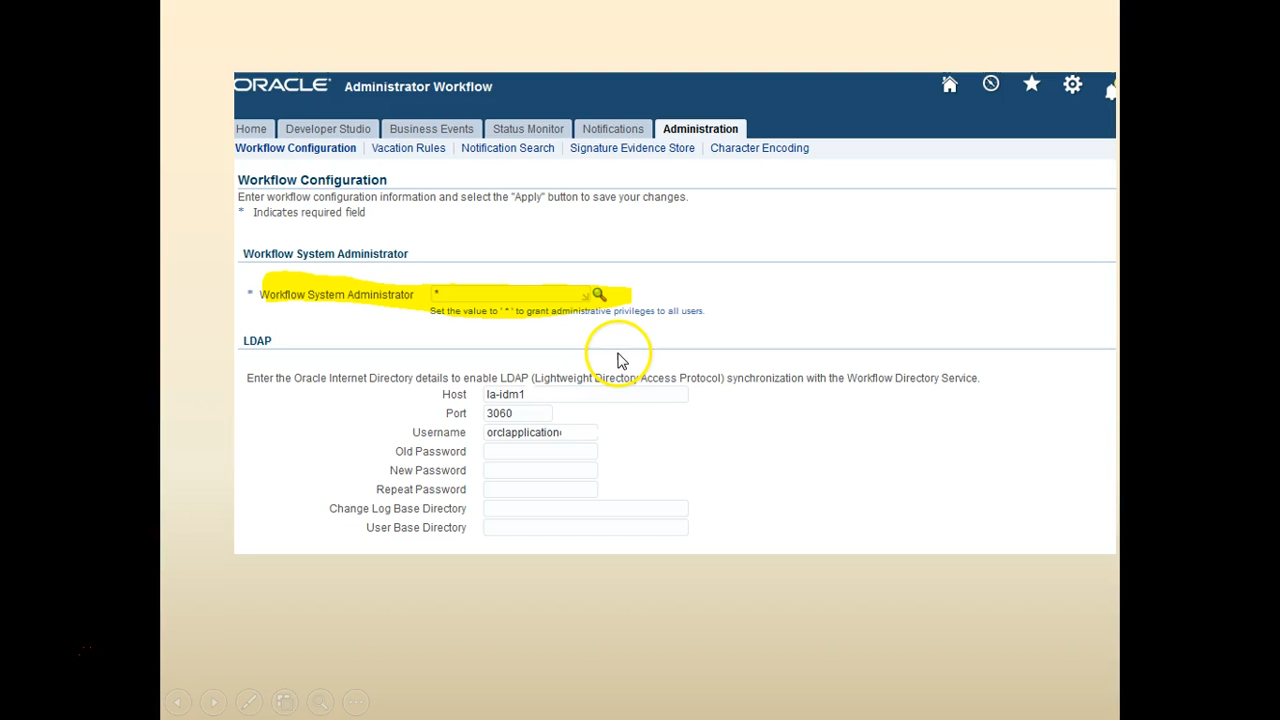 ORACLE Administrator Workflow
Home Developer Studio Business Events Status Monitor Notifications Administration
Workflow Configuration | Vacation Rules | Notification Search | Signature Evidence Store | Character Encoding
Workflow Configuration
Enter workflow configuration information and select the "Apply" button to save your changes.
* Indicates required field
Workflow System Administrator
* Workflow System Administrator *
Set the value to ' * ' to grant administrative privileges to all users.
LDAP
Enter the Oracle Internet Directory details to enable LDAP (Lightweight Directory Access Protocol) synchronization with the Workflow Directory Service.
Host la-idm1
Port 3060
Username orclapplication
Old Password
New Password
Repeat Password
Change Log Base Directory
User Base Directory